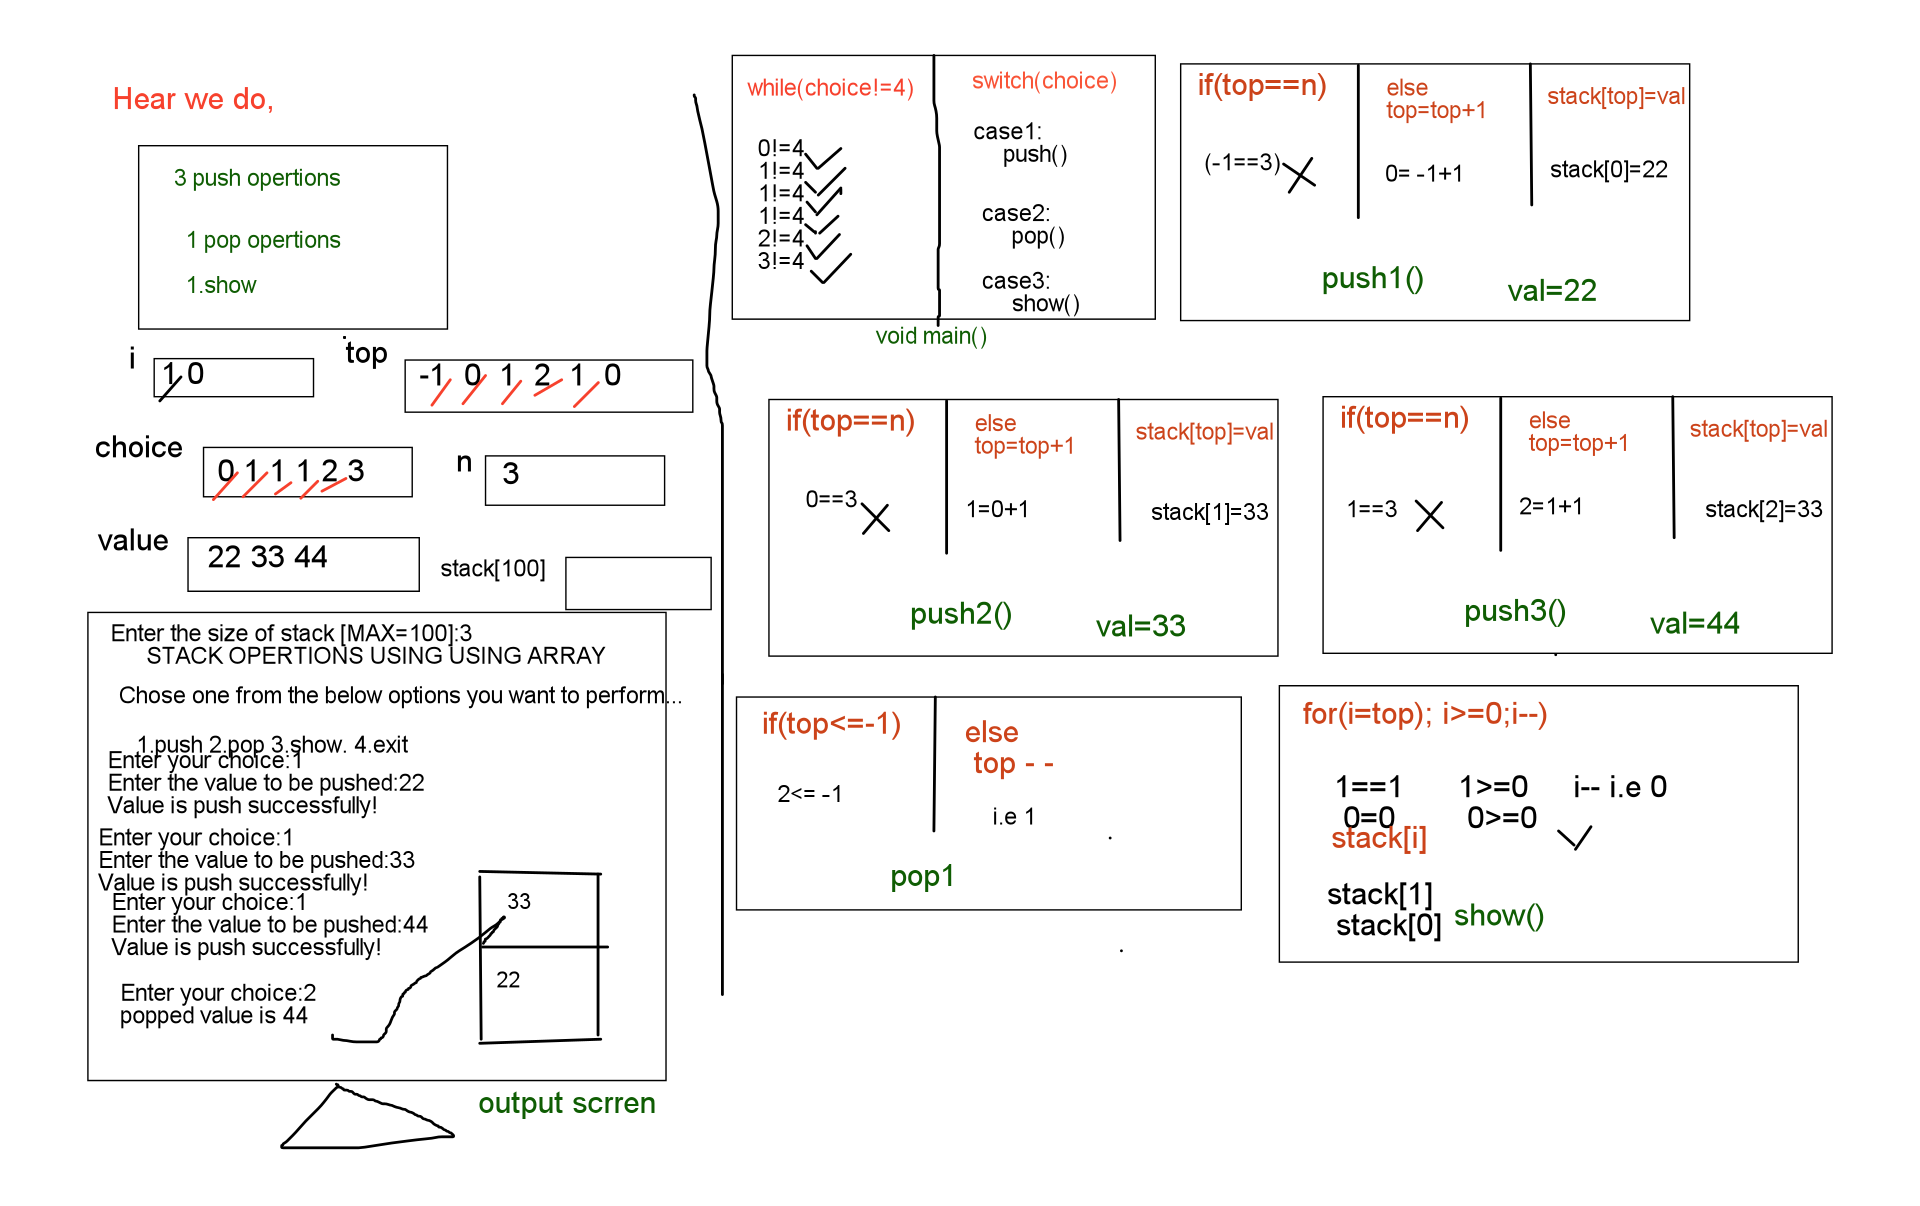 Hear we do,
3 push opertions
1 pop opertions
1.show
i
1 0
top
-1 0 1 2 1 0
choice
0 1 1 1 2 3
n
3
value
22 33 44
stack[100]
Enter the size of stack [MAX=100]:3
STACK OPERTIONS USING USING ARRAY
Chose one from the below options you want to perform...
1.push 2.pop 3.show. 4.exit
Enter your choice:1
Enter the value to be pushed:22
Value is push successfully!
Enter your choice:1
Enter the value to be pushed:33
Value is push successfully!
Enter your choice:1
Enter the value to be pushed:44
Value is push successfully!
Enter your choice:2
popped value is 44
33
22
output scrren
while(choice!=4)
0!=4
1!=4
1!=4
1!=4
2!=4
3!=4
switch(choice)
case1:
push()
case2:
pop()
case3:
show()
void main()
if(top==n)
(-1==3)
else
top=top+1
0= -1+1
stack[top]=val
stack[0]=22
push1()
val=22
if(top==n)
0==3
else
top=top+1
1=0+1
stack[top]=val
stack[1]=33
push2()
val=33
if(top==n)
1==3
else
top=top+1
2=1+1
stack[top]=val
stack[2]=33
push3()
val=44
if(top<=-1)
2<= -1
else
top - -
i.e 1
pop1
for(i=top); i>=0;i--)
1==1 1>=0 i-- i.e 0
0=0 0>=0
stack[i]
stack[1]
stack[0]
show()